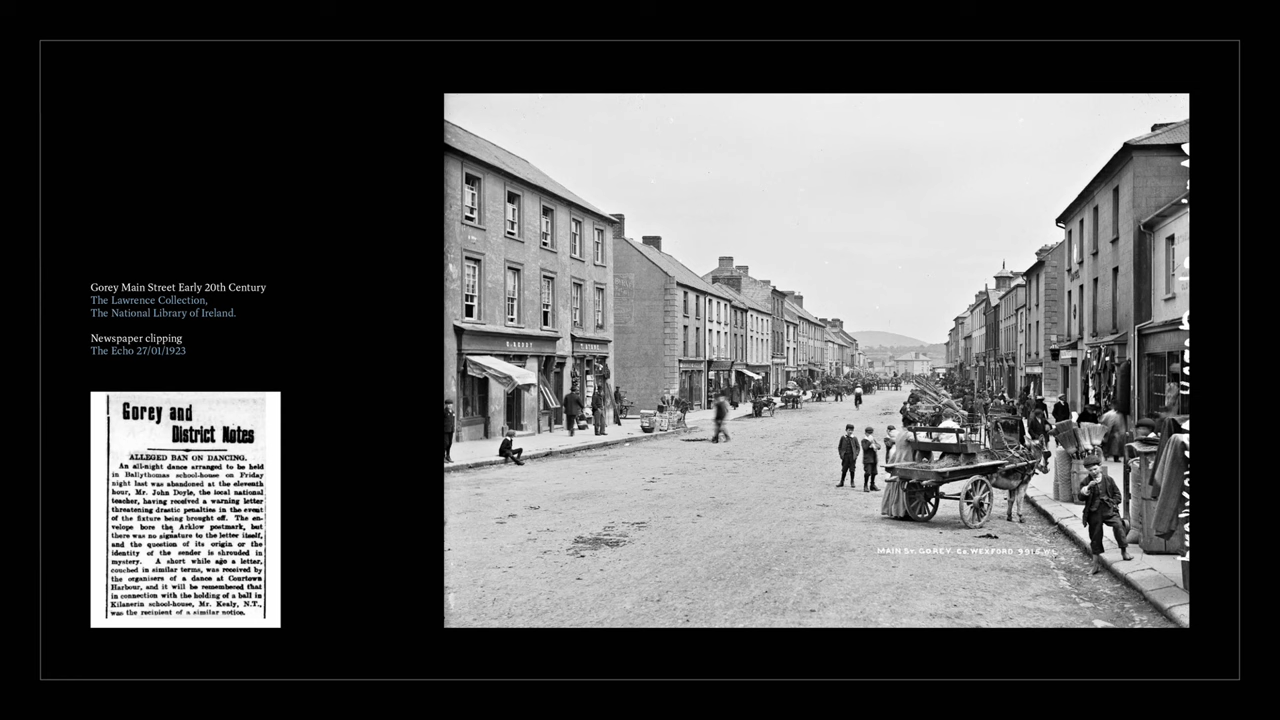 Gorey Main Street Early 20th Century
The Lawrence Collection,
The National Library of Ireland.
Newspaper clipping
The Echo 27/01/1923
Gorey and
District Notes
ALLEGED BAN ON DANCING.
An all-night dance arranged to be held
in Ballythomas school-house on Friday
night last was abandoned at the eleventh
hour, Mr. John Doyle, the local national
teacher, having received a warning letter
threatening drastic penalties in the event
of the fixture being brought off. The en-
velope bore the Arklow postmark, but
there was no signature to the letter itself,
and the question of its origin or the
identity of the sender is shrouded in
mystery. A short while ago a letter,
couched in similar terms, was received by
the organisers of a dance at Courtown
Harbour, and it will be remembered that
in connection with the holding of a ball in
Kilanerin school-house, Mr. Kealy, N.T.,
was the recipient of a similar notice.
MAIN ST. GOREY. Co WEXFORD. 9916. W.L.